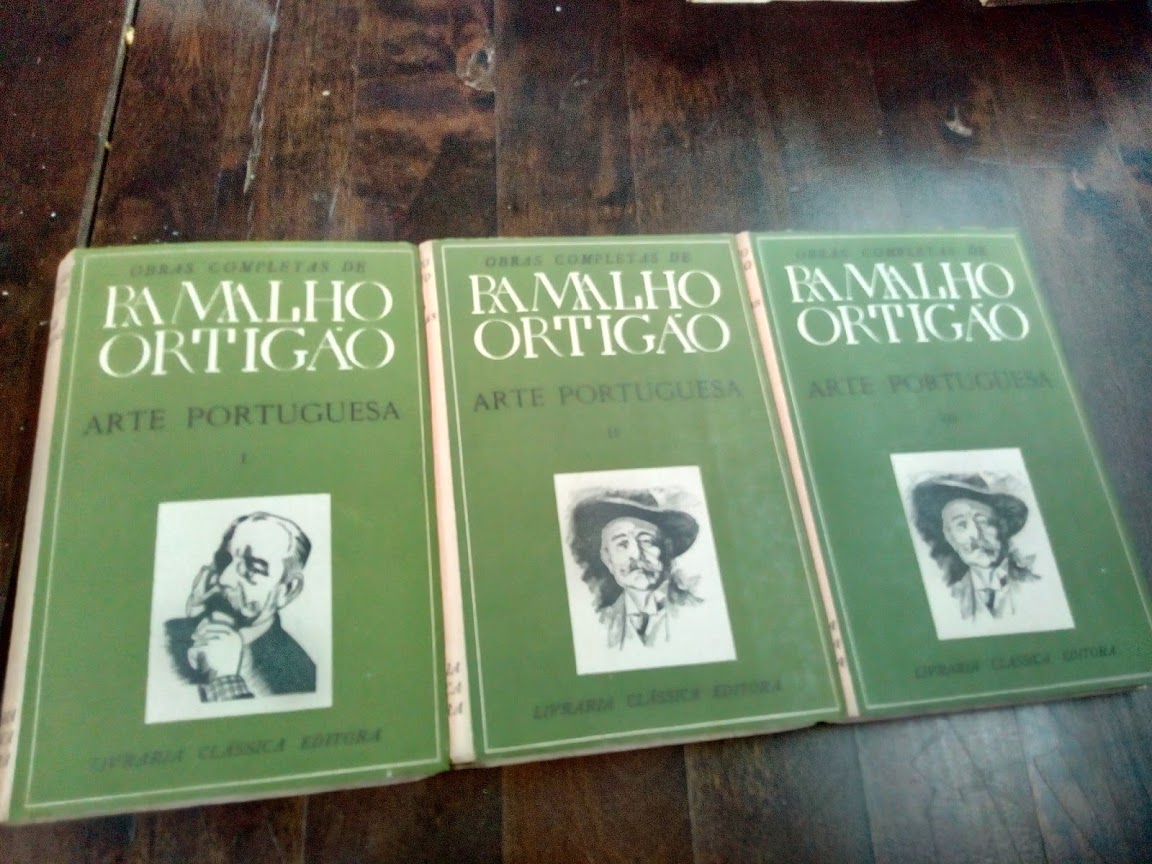 OBRAS COMPLETAS DE
RAMALHO
ORTIGÃO
ARTE PORTUGUESA
I
LIVRARIA CLÁSSICA EDITORA
OBRAS COMPLETAS DE
RAMALHO
ORTIGÃO
ARTE PORTUGUESA
II
LIVRARIA CLÁSSICA EDITORA
OBRAS COMPLETAS DE
RAMALHO
ORTIGÃO
ARTE PORTUGUESA
III
LIVRARIA CLÁSSICA EDITORA